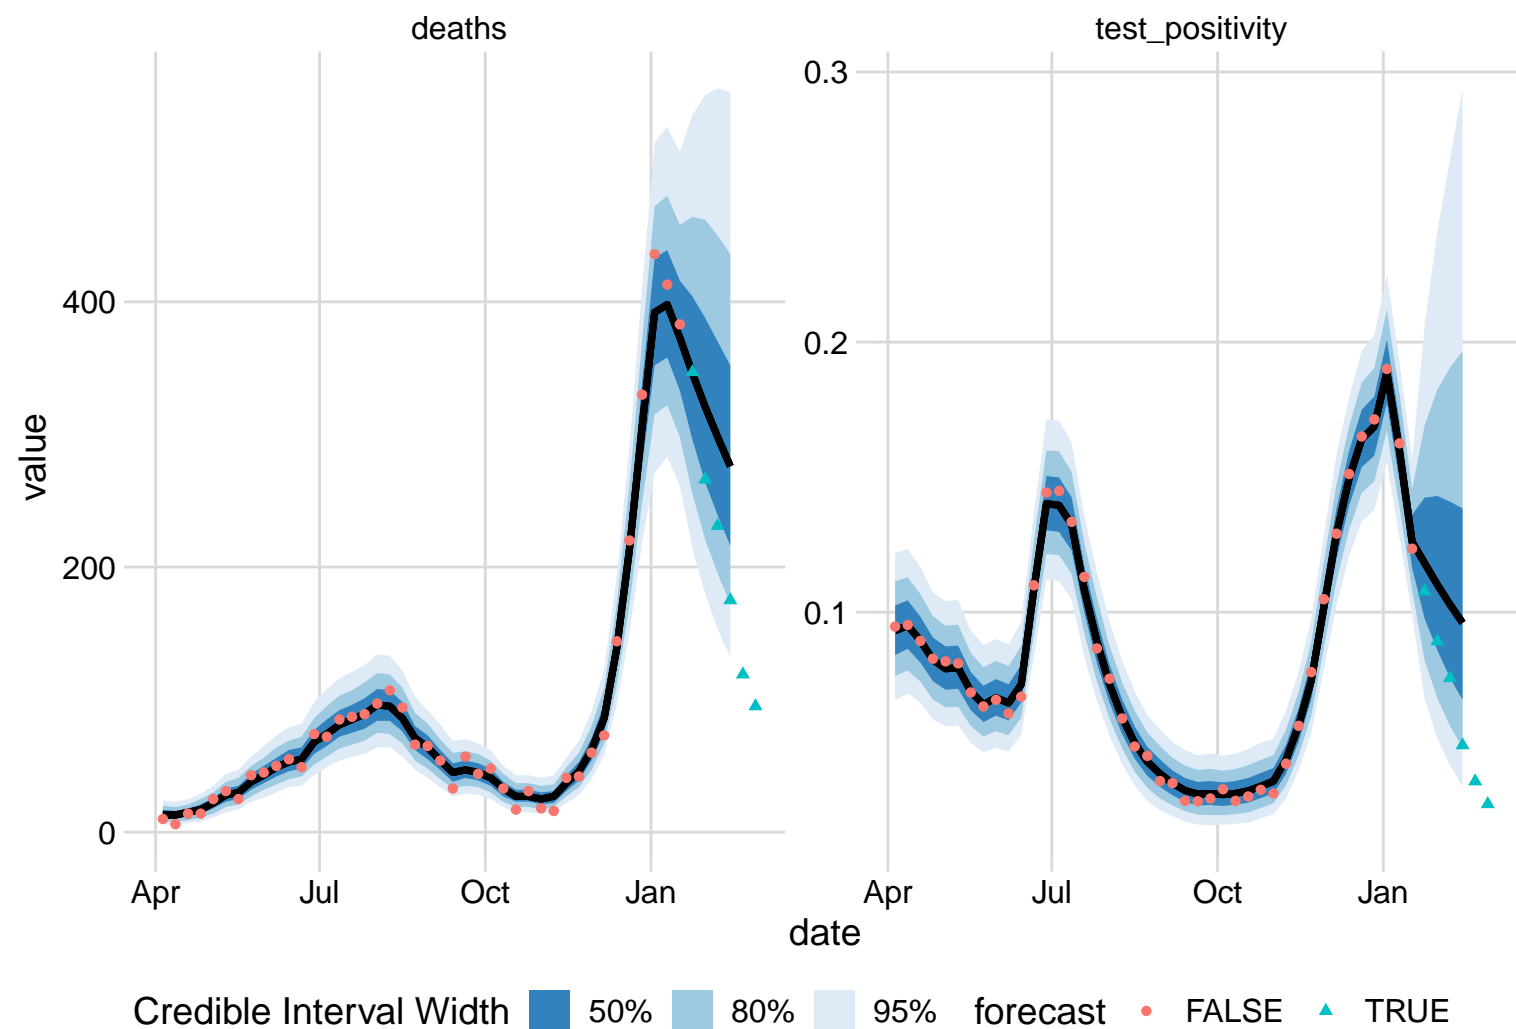 deaths
test_positivity
value
400
200
0
0.3
0.2
0.1
Apr
Jul
Oct
Jan
Apr
Jul
Oct
Jan
date
Credible Interval Width 50% 80% 95% forecast FALSE TRUE